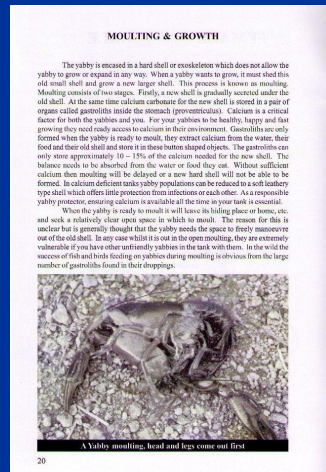 MOULTING & GROWTH
The yabby is encased in a hard shell or exoskeleton which does not allow the
yabby to grow or expand in any way. When a yabby wants to grow, it must shed this
old small shell and grow a new larger shell. This process is known as moulting.
Moulting consists of two stages. Firstly, a new shell is gradually secreted under the
old shell. At the same time calcium carbonate for the new shell is stored in a pair of
organs called gastroliths inside the stomach (proventriculus). Calcium is a critical
factor for both the yabbies and you. For your yabbies to be healthy, happy and fast
growing they need ready access to calcium in their environment. Gastroliths are only
formed when the yabby is ready to moult, they extract calcium from the water, their
food and their old shell and store it in these button shaped objects. The gastroliths can
only store approximately 10 – 15% of the calcium needed for the new shell. The
balance needs to be absorbed from the water or food they eat. Without sufficient
calcium then moulting will be delayed or a new hard shell will not be able to be
formed. In calcium deficient tanks yabby populations can be reduced to a soft leathery
type shell which offers little protection from infections or each other. As a responsible
yabby protector, ensuring calcium is available all the time in your tank is essential.
When the yabby is ready to moult it will leave its hiding place or home, etc.
and seek a relatively clear open space in which to moult. The reason for this is
unclear but is generally thought that the yabby needs the space to freely manoeuvre
out of the old shell. In any case whilst it is out in the open moulting, they are extremely
vulnerable if you have other unfriendly yabbies in the tank with them. In the wild the
success of fish and birds feeding on yabbies during moulting is obvious from the large
number of gastroliths found in their droppings.
A Yabby moulting, head and legs come out first
20